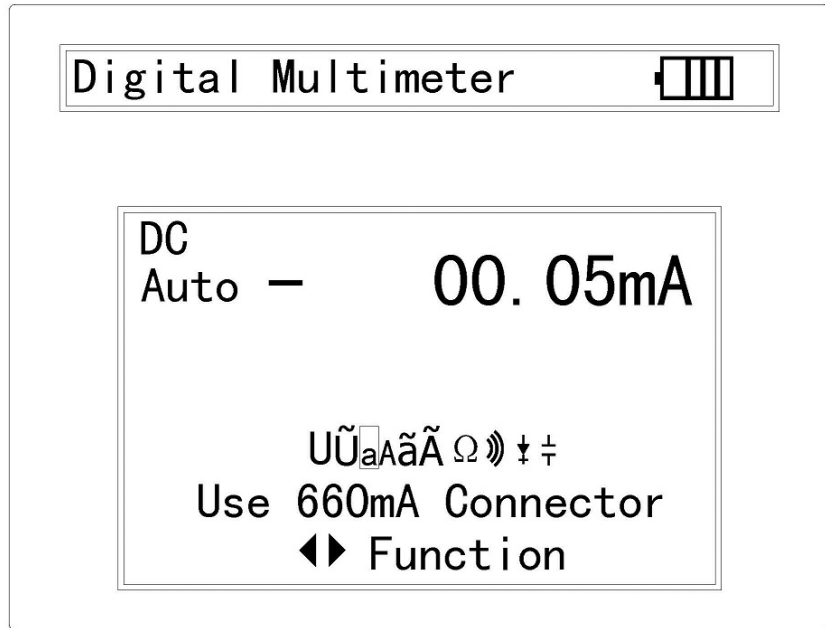 Digital Multimeter
DC
Auto － 00.05mA
UŨaAãÃΩ
Use 660mA Connector
Function